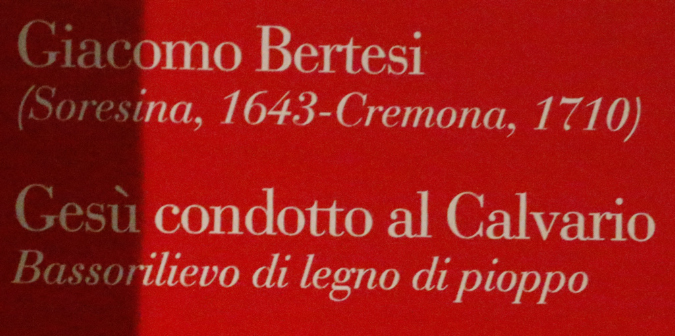 Giacomo Bertesi
(Soresina, 1643-Cremona, 1710)
Gesù condotto al Calvario
Bassorilievo di legno di pioppo